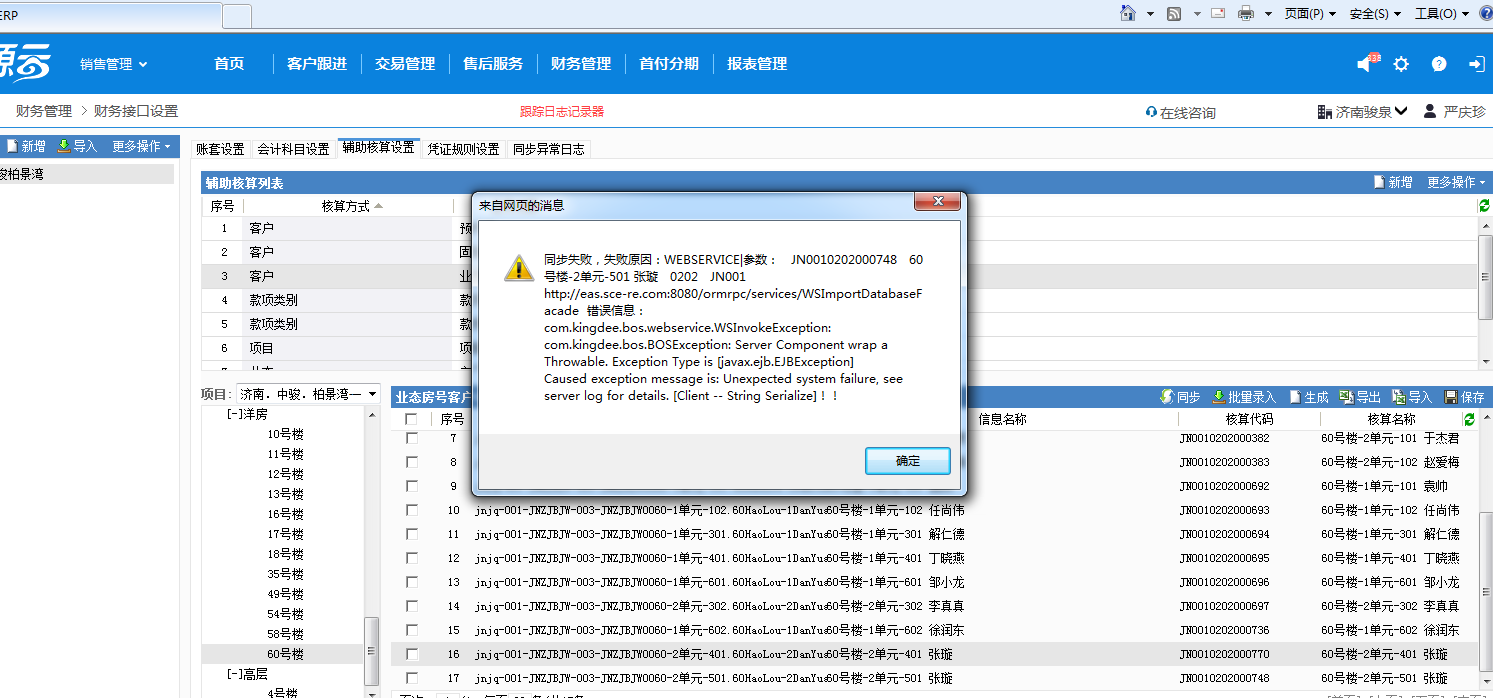 ERP
页面(P) 安全(S) 工具(O)
源云 销售管理 首页 客户跟进 交易管理 售后服务 财务管理 首付分期 报表管理
财务管理 > 财务接口设置 跟踪日志记录器 在线咨询 济南骏泉 严庆珍
新增 导入 更多操作
账套设置 会计科目设置 辅助核算设置 凭证规则设置 同步异常日志
骏柏景湾
辅助核算列表 新增 更多操作
序号 核算方式
1 客户 预
2 客户 固
3 客户 业
4 款项类别 款
5 款项类别 款
6 项目 项
来自网页的消息
同步失败，失败原因：WEBSERVICE|参数： JN0010202000748 60
号楼-2单元-501 张璇 0202 JN001
http://eas.sce-re.com:8080/ormrpc/services/WSImportDatabaseF
acade 错误信息：
com.kingdee.bos.webservice.WSInvokeException:
com.kingdee.bos.BOSException: Server Component wrap a
Throwable. Exception Type is [javax.ejb.EJBException]
Caused exception message is: Unexpected system failure, see
server log for details. [Client -- String Serialize]！！
确定
项目: 济南．中骏．柏景湾一
[-]洋房
10号楼
11号楼
12号楼
13号楼
16号楼
17号楼
18号楼
35号楼
49号楼
54号楼
58号楼
60号楼
[-]高层
4号楼
业态房号客户 同步 批量录入 生成 导出 导入 保存
序号 信息名称 核算代码 核算名称
7 JN0010202000382 60号楼-2单元-101 于杰君
8 JN0010202000383 60号楼-2单元-102 赵爱梅
9 JN0010202000692 60号楼-1单元-101 袁帅
10 jnjq-001-JNZJBJW-003-JNZJBJW0060-1单元-102.60HaoLou-1DanYua 60号楼-1单元-102 任尚伟 JN0010202000693 60号楼-1单元-102 任尚伟
11 jnjq-001-JNZJBJW-003-JNZJBJW0060-1单元-301.60HaoLou-1DanYua 60号楼-1单元-301 解仁德 JN0010202000694 60号楼-1单元-301 解仁德
12 jnjq-001-JNZJBJW-003-JNZJBJW0060-1单元-401.60HaoLou-1DanYua 60号楼-1单元-401 丁晓燕 JN0010202000695 60号楼-1单元-401 丁晓燕
13 jnjq-001-JNZJBJW-003-JNZJBJW0060-1单元-601.60HaoLou-1DanYua 60号楼-1单元-601 邹小龙 JN0010202000696 60号楼-1单元-601 邹小龙
14 jnjq-001-JNZJBJW-003-JNZJBJW0060-2单元-302.60HaoLou-2DanYua 60号楼-2单元-302 李真真 JN0010202000697 60号楼-2单元-302 李真真
15 jnjq-001-JNZJBJW-003-JNZJBJW0060-1单元-602.60HaoLou-1DanYua 60号楼-1单元-602 徐润东 JN0010202000736 60号楼-1单元-602 徐润东
16 jnjq-001-JNZJBJW-003-JNZJBJW0060-2单元-401.60HaoLou-2DanYua 60号楼-2单元-401 张璇 JN0010202000770 60号楼-2单元-401 张璇
17 jnjq-001-JNZJBJW-003-JNZJBJW0060-2单元-501.60HaoLou-2DanYua 60号楼-2单元-501 张璇 JN0010202000748 60号楼-2单元-501 张璇